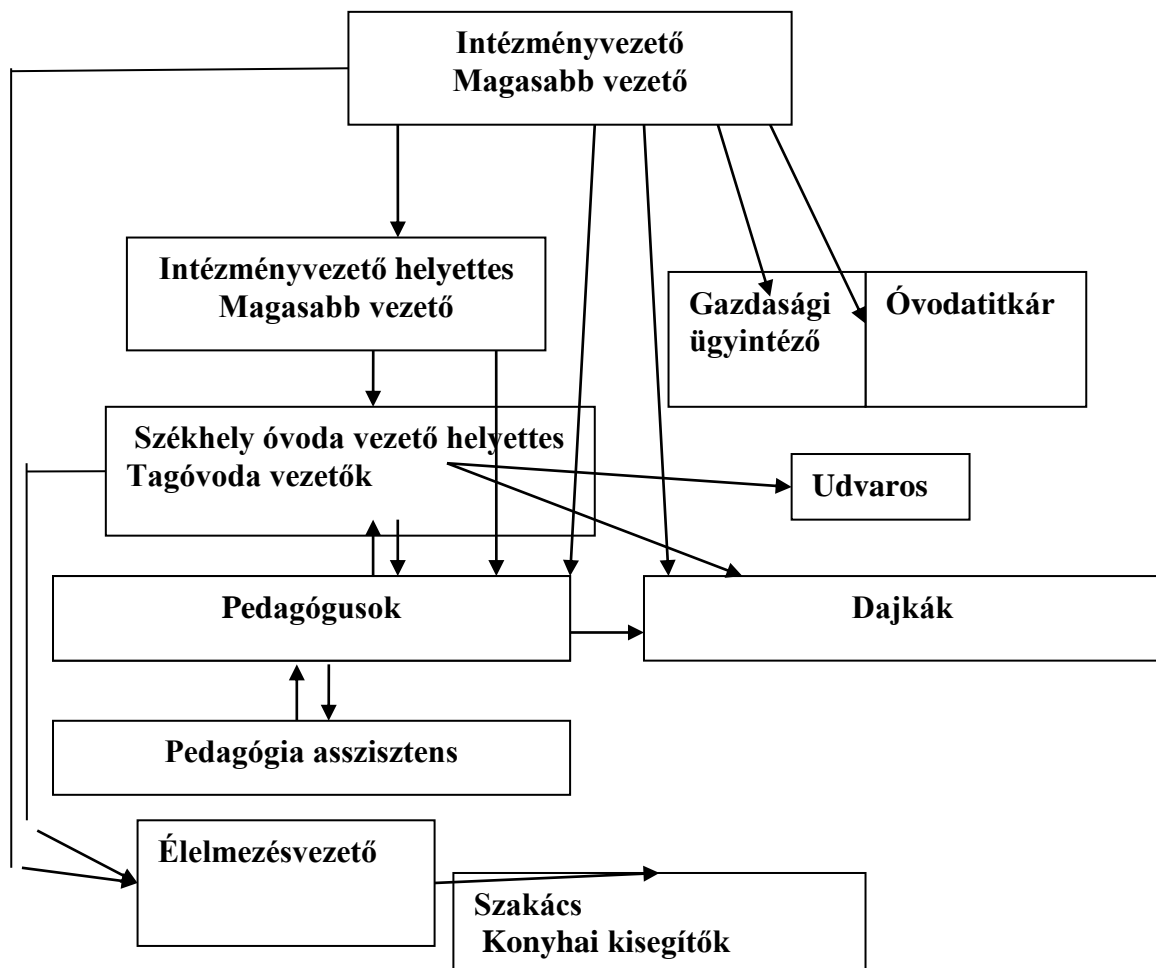 Intézményvezető
Magasabb vezető
Intézményvezető helyettes
Magasabb vezető
Gazdasági
ügyintéző
Óvodatitkár
Székhely óvoda vezető helyettes
Tagóvoda vezetők
Udvaros
Pedagógusok
Dajkák
Pedagógia asszisztens
Élelmezésvezető
Szakács
Konyhai kisegítők